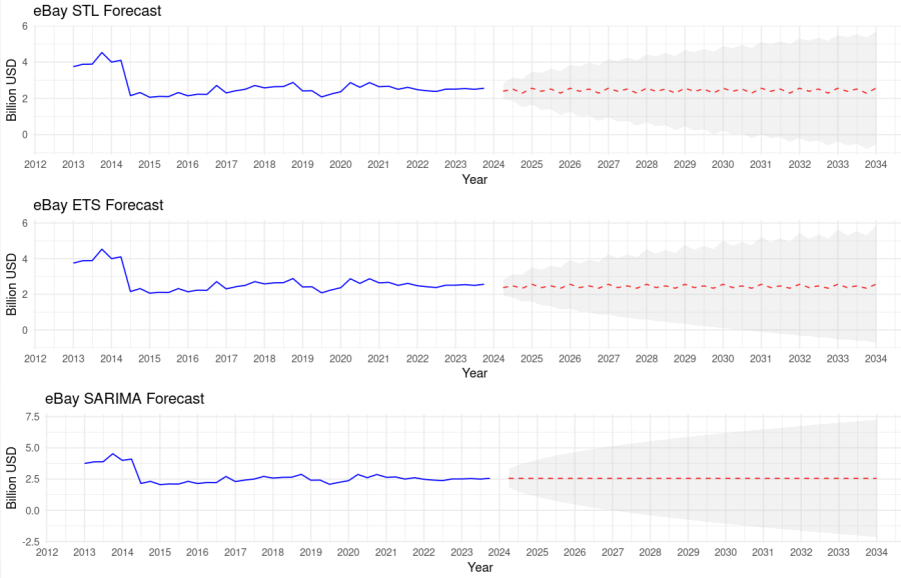 eBay STL Forecast
6
4
2
0
Billion USD
2012 2013 2014 2015 2016 2017 2018 2019 2020 2021 2022 2023 2024 2025 2026 2027 2028 2029 2030 2031 2032 2033 2034
Year
eBay ETS Forecast
6
4
2
0
Billion USD
2012 2013 2014 2015 2016 2017 2018 2019 2020 2021 2022 2023 2024 2025 2026 2027 2028 2029 2030 2031 2032 2033 2034
Year
eBay SARIMA Forecast
7.5
5.0
2.5
0.0
-2.5
Billion USD
2012 2013 2014 2015 2016 2017 2018 2019 2020 2021 2022 2023 2024 2025 2026 2027 2028 2029 2030 2031 2032 2033 2034
Year